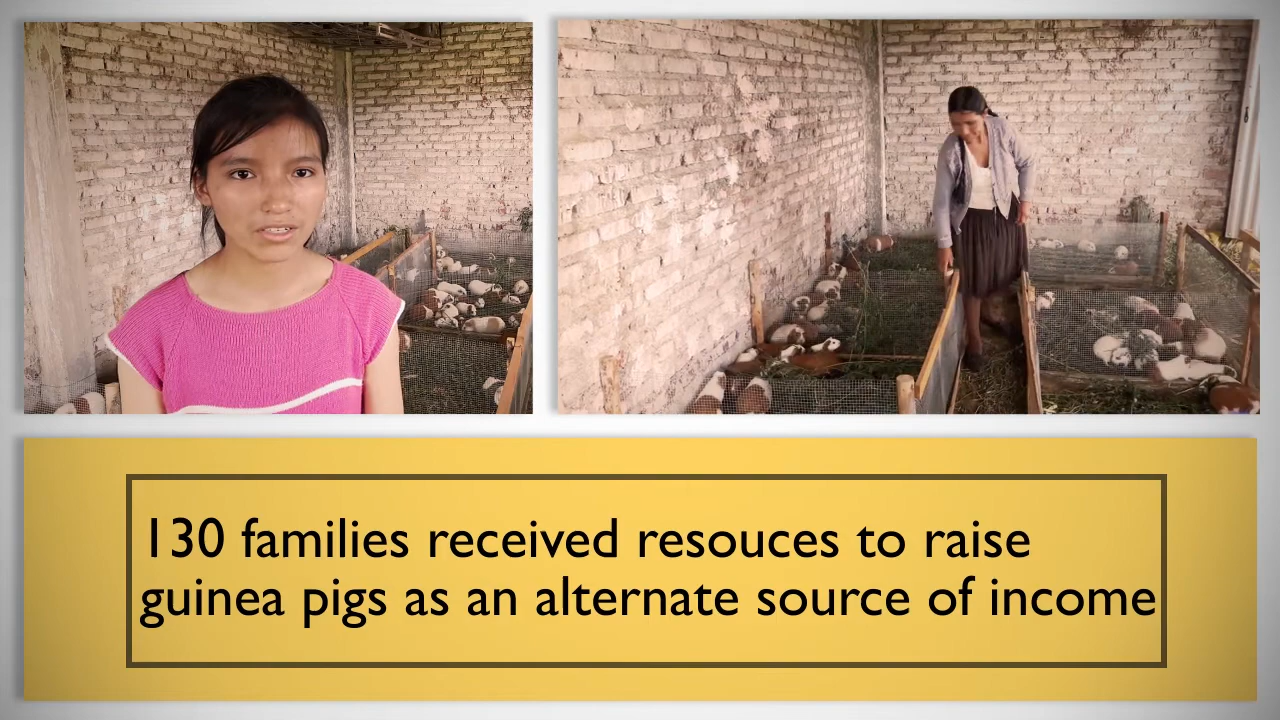 130 families received resouces to raise
guinea pigs as an alternate source of income